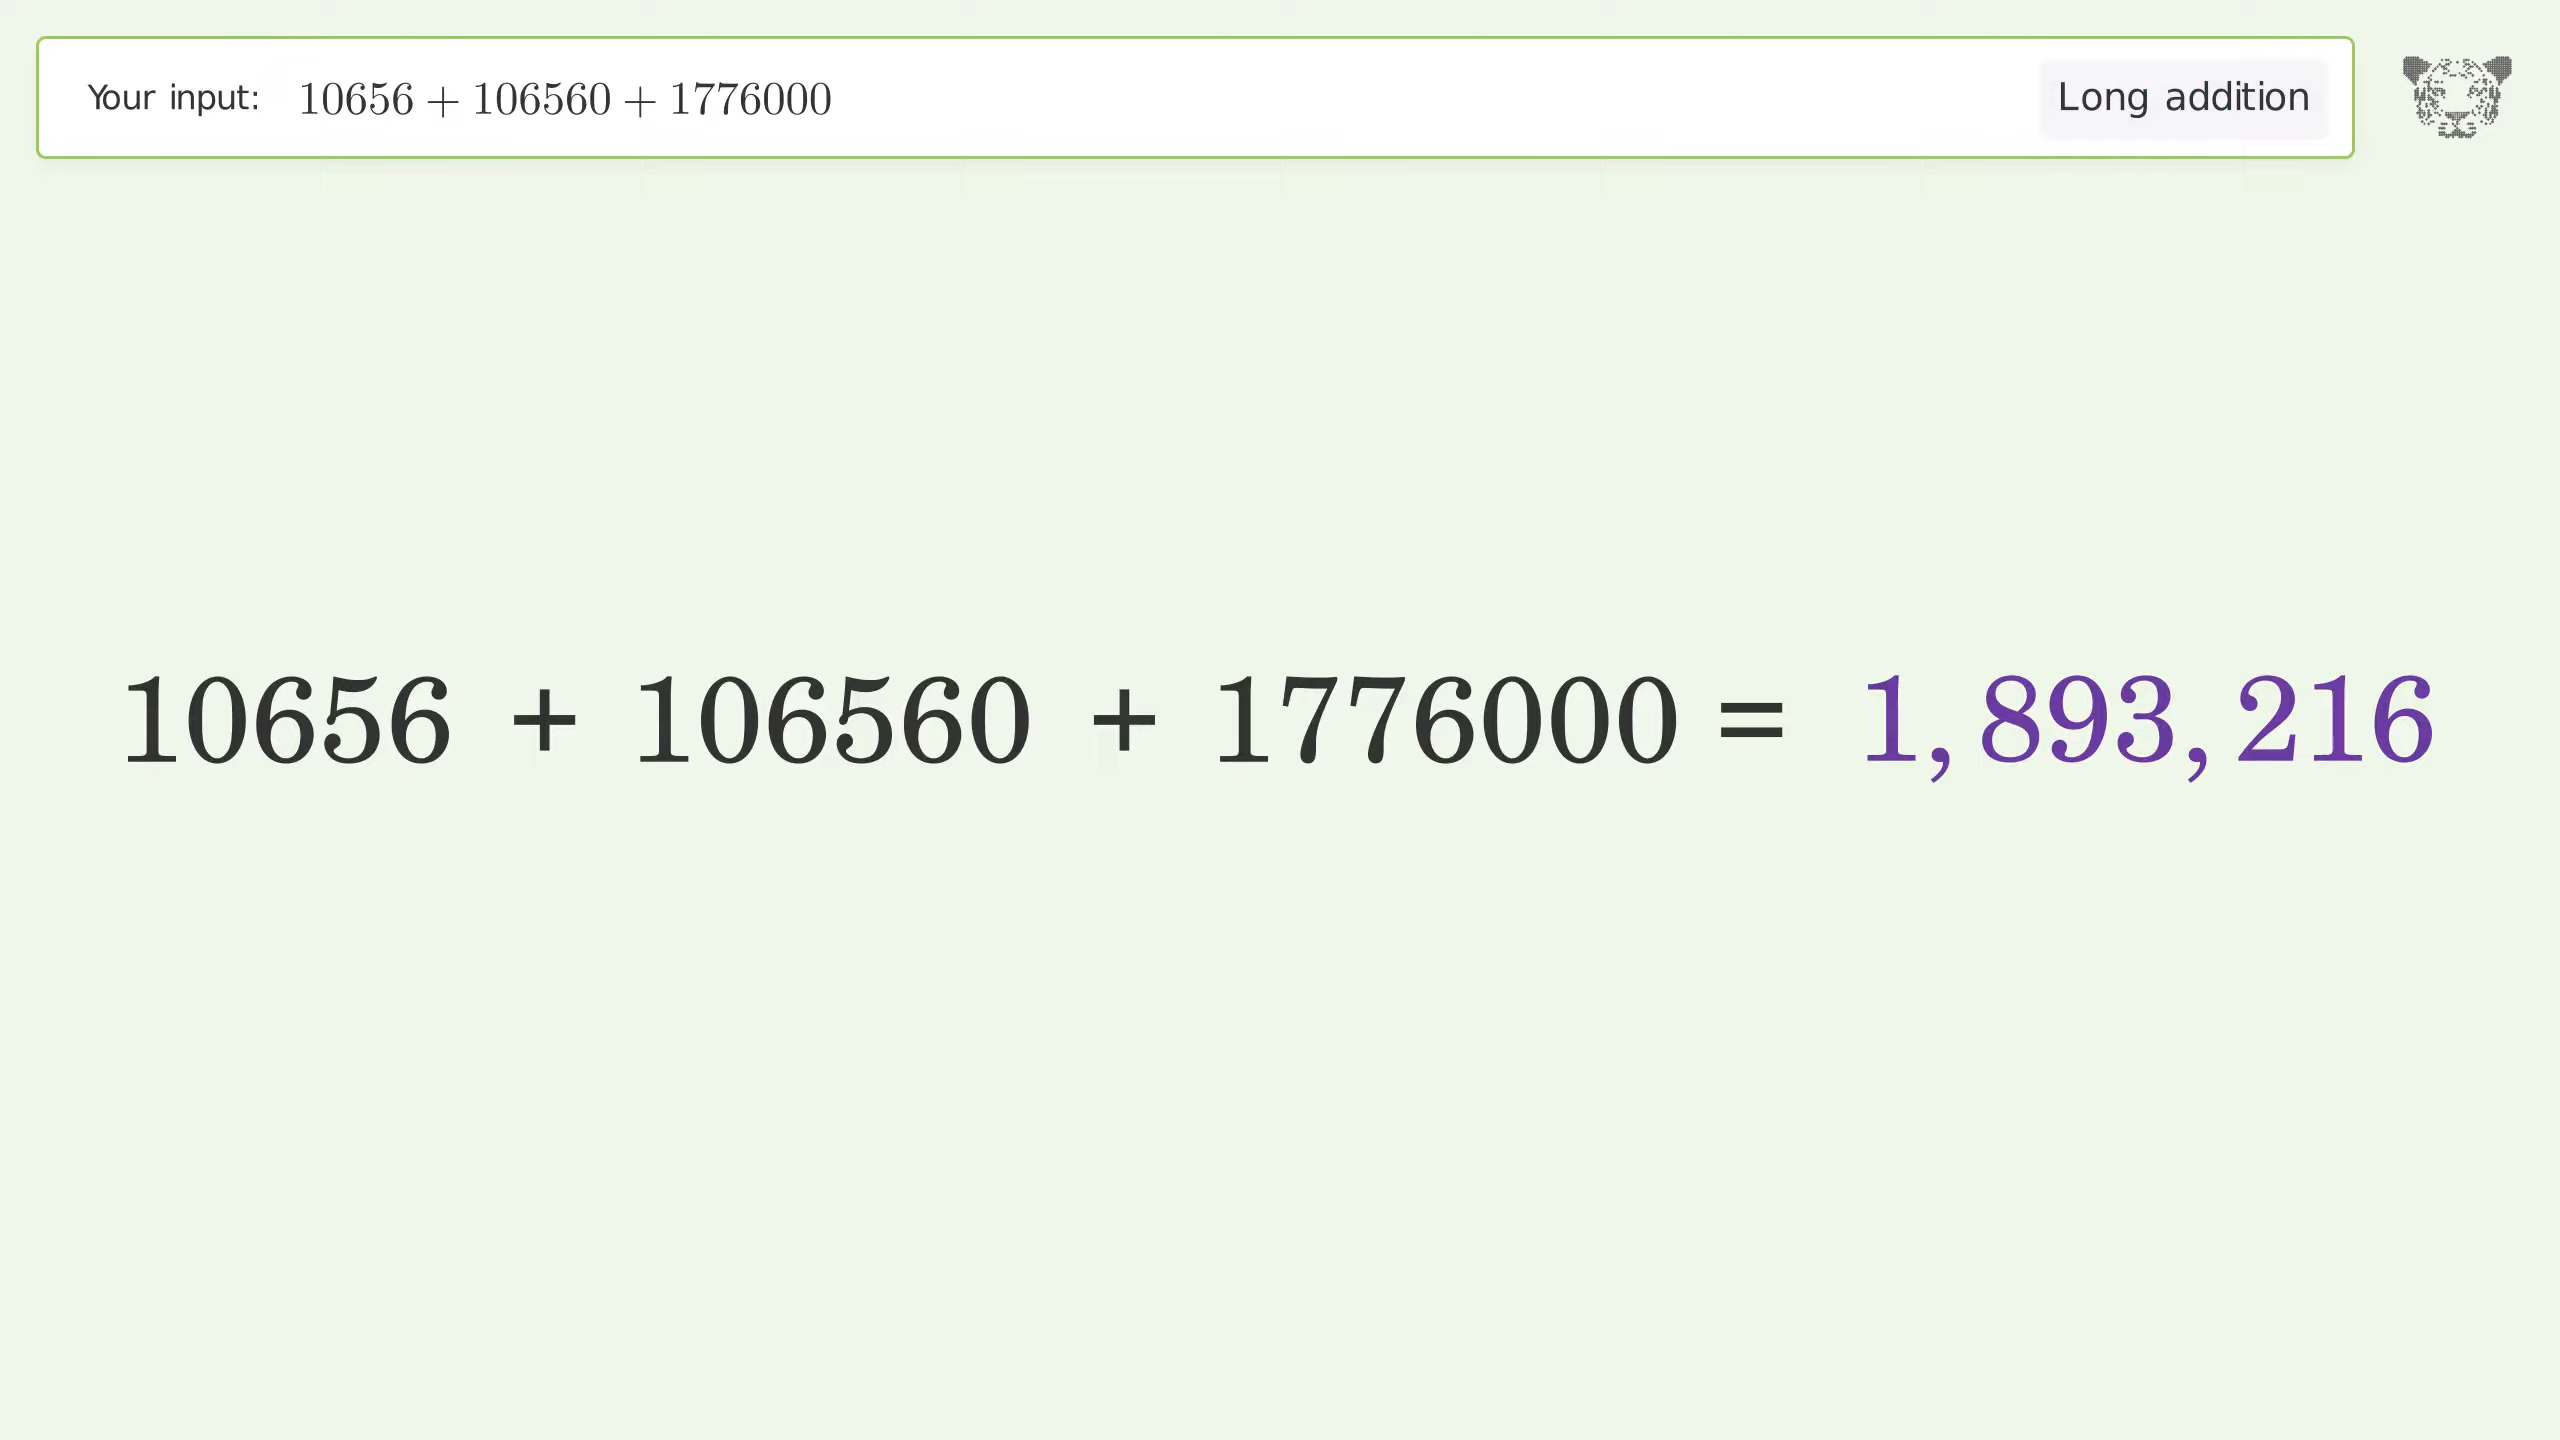 Your input: 10656 + 106560 + 1776000 Long addition
10656 + 106560 + 1776000 = 1,893,216